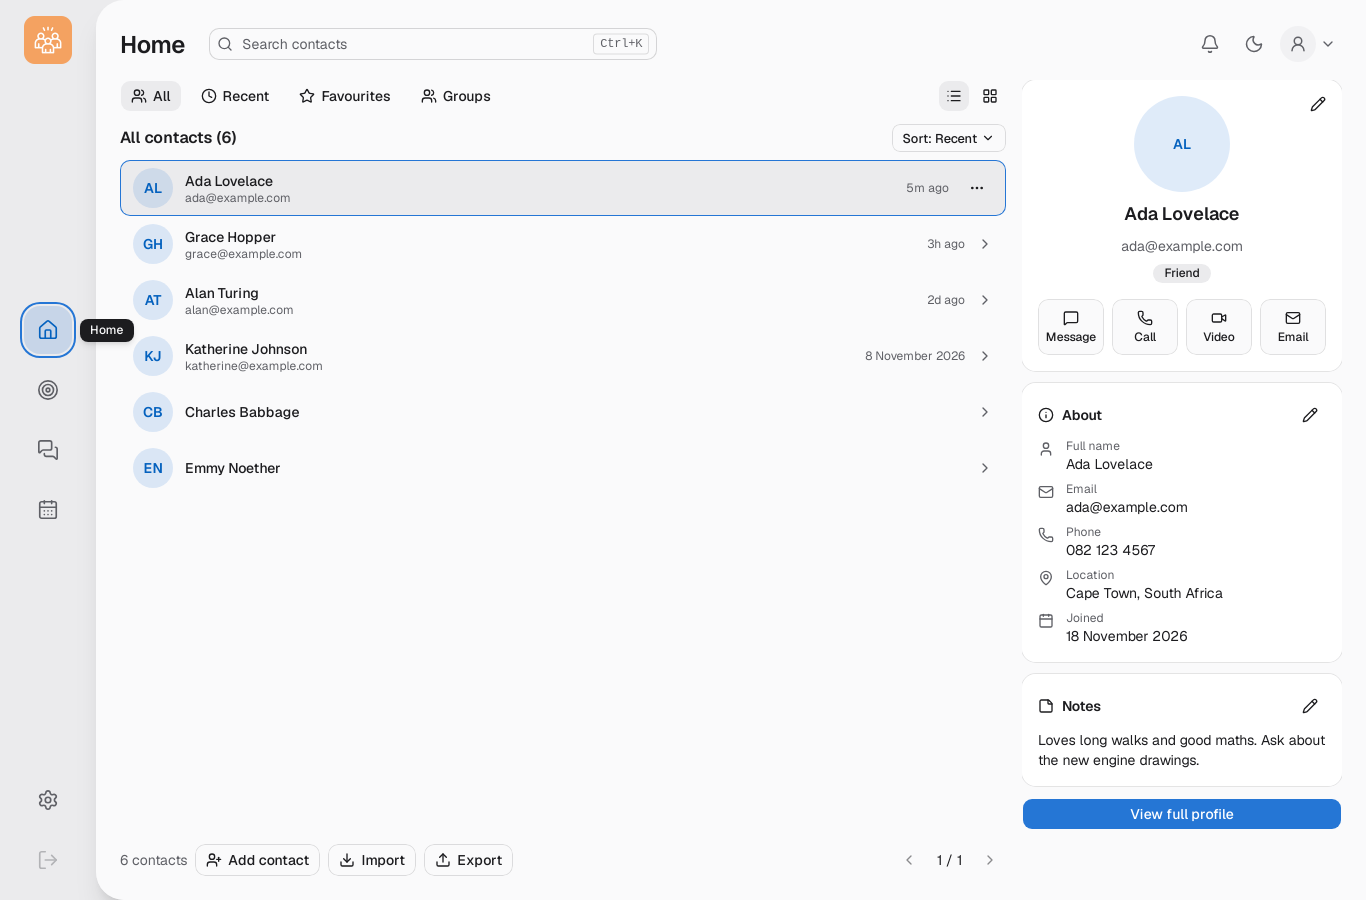 Home
Search contacts
Ctrl+K
All
Recent
Favourites
Groups
All contacts (6)
Sort: Recent
AL
Ada Lovelace
ada@example.com
5m ago
GH
Grace Hopper
grace@example.com
3h ago
AT
Alan Turing
alan@example.com
2d ago
KJ
Katherine Johnson
katherine@example.com
8 November 2026
CB
Charles Babbage
EN
Emmy Noether
Home
6 contacts
Add contact
Import
Export
1 / 1
AL
Ada Lovelace
ada@example.com
Friend
Message
Call
Video
Email
About
Full name
Ada Lovelace
Email
ada@example.com
Phone
082 123 4567
Location
Cape Town, South Africa
Joined
18 November 2026
Notes
Loves long walks and good maths. Ask about
the new engine drawings.
View full profile